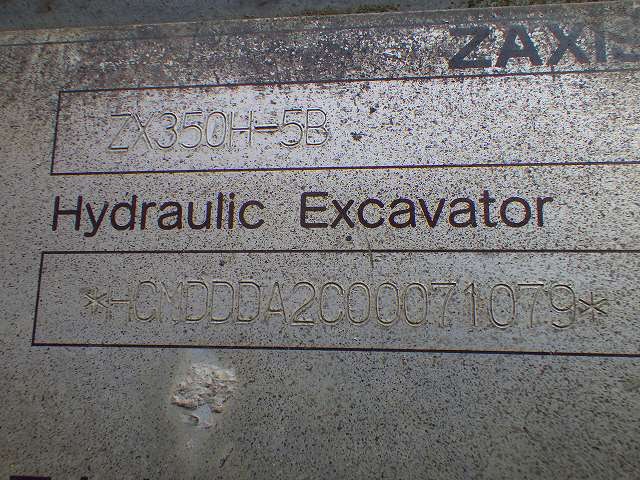 ZAXIS
ZX350H-5B
Hydraulic Excavator
*HCMDDDA2C00071079*